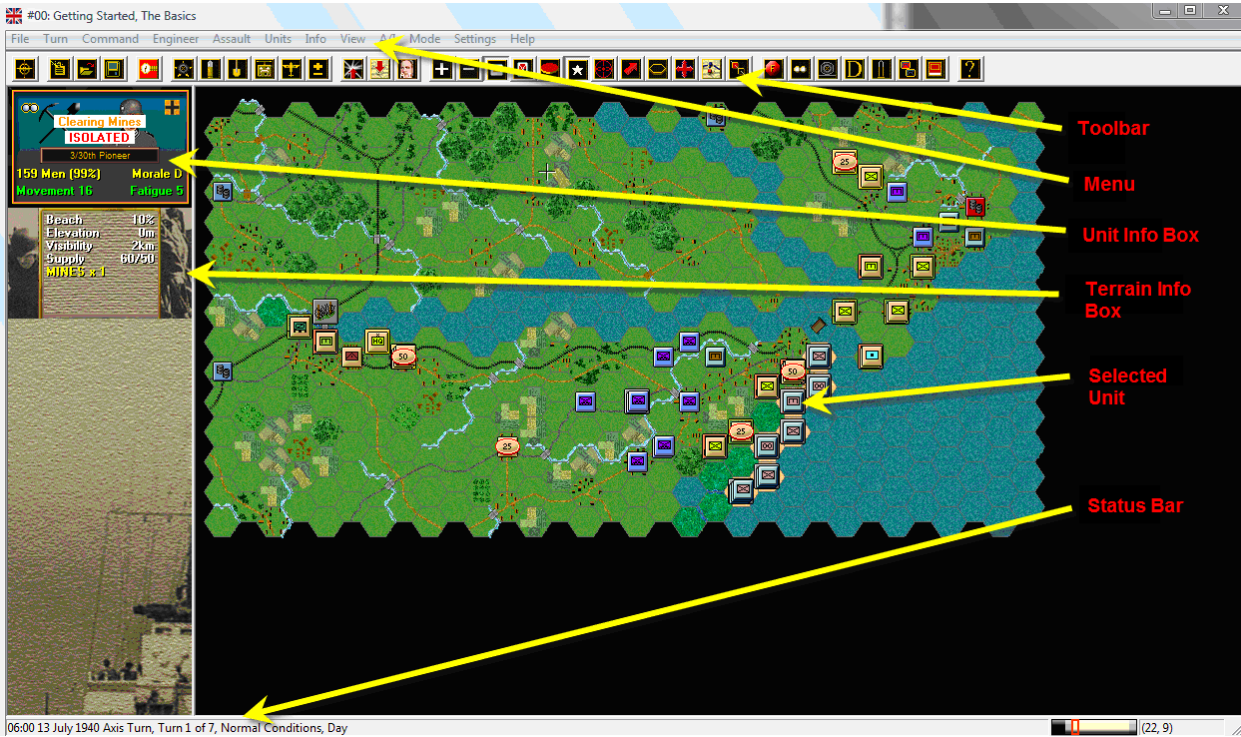 #00: Getting Started, The Basics
File Turn Command Engineer Assault Units Info View A/I Mode Settings Help
Toolbar
Menu
Clearing Mines
ISOLATED
3/30th Pioneer
159 Men (99%) Morale D
Movement 16 Fatigue 5
Unit Info Box
Beach 10%
Elevation 0m
Visibility 2km
Supply 60/50
MINES x 1
Terrain Info
Box
25
50
50
25
25
HQ
Selected
Unit
Status Bar
06:00 13 July 1940 Axis Turn, Turn 1 of 7, Normal Conditions, Day
(22, 9)